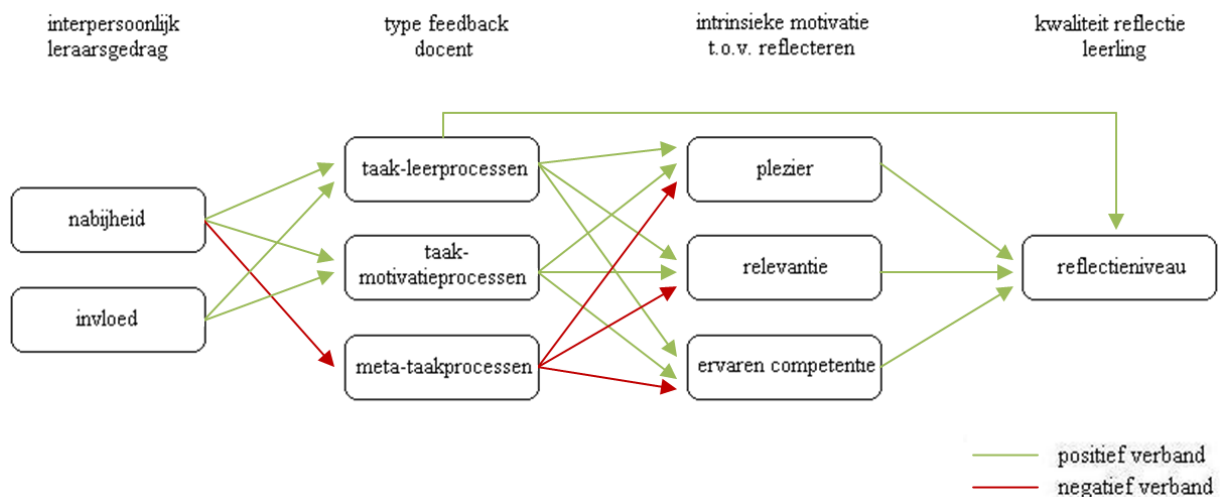 interpersoonlijk
leraarsgedrag
type feedback
docent
intrinsieke motivatie
t.o.v. reflecteren
kwaliteit reflectie
leerling
nabijheid
invloed
taak-leerprocessen
taak-
motivatieprocessen
meta-taakprocessen
plezier
relevantie
ervaren competentie
reflectieniveau
positief verband
negatief verband